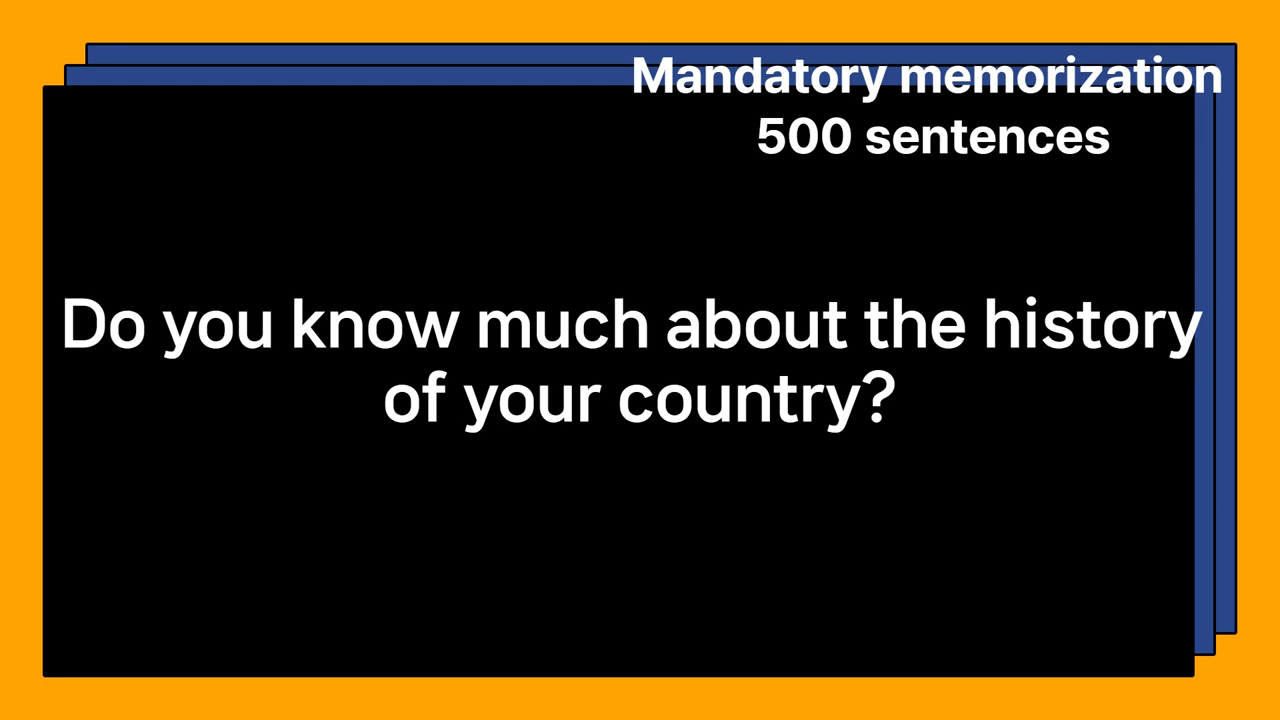 Mandatory memorization
500 sentences
Do you know much about the history
of your country?